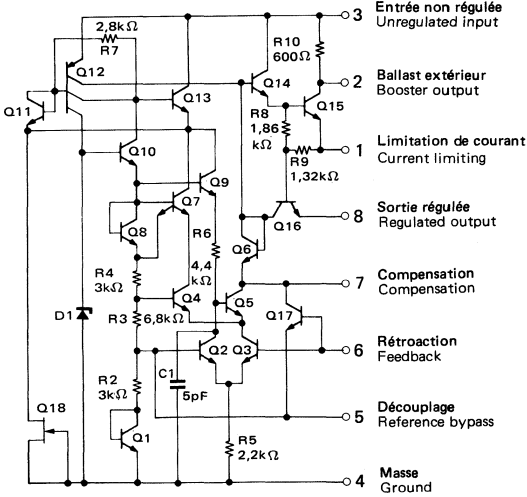 3 Entrée non régulée
Unregulated input
2,8kΩ
R7
R10
600Ω
Q12
Q14
2 Ballast extérieur
Booster output
Q11
Q13
Q15
R8
1,86
kΩ
1 Limitation de courant
Current limiting
R9
1,32kΩ
Q10
Q9
Q7
8 Sortie régulée
Regulated output
Q16
Q8
R6
Q6
4,4
kΩ
R4
3kΩ
7 Compensation
Compensation
Q4
Q5
Q17
D1
R3
6,8kΩ
Q2
Q3
6 Rétroaction
Feedback
R2
3kΩ
C1
5pF
5 Découplage
Reference bypass
Q18
Q1
R5
2,2kΩ
4 Masse
Ground